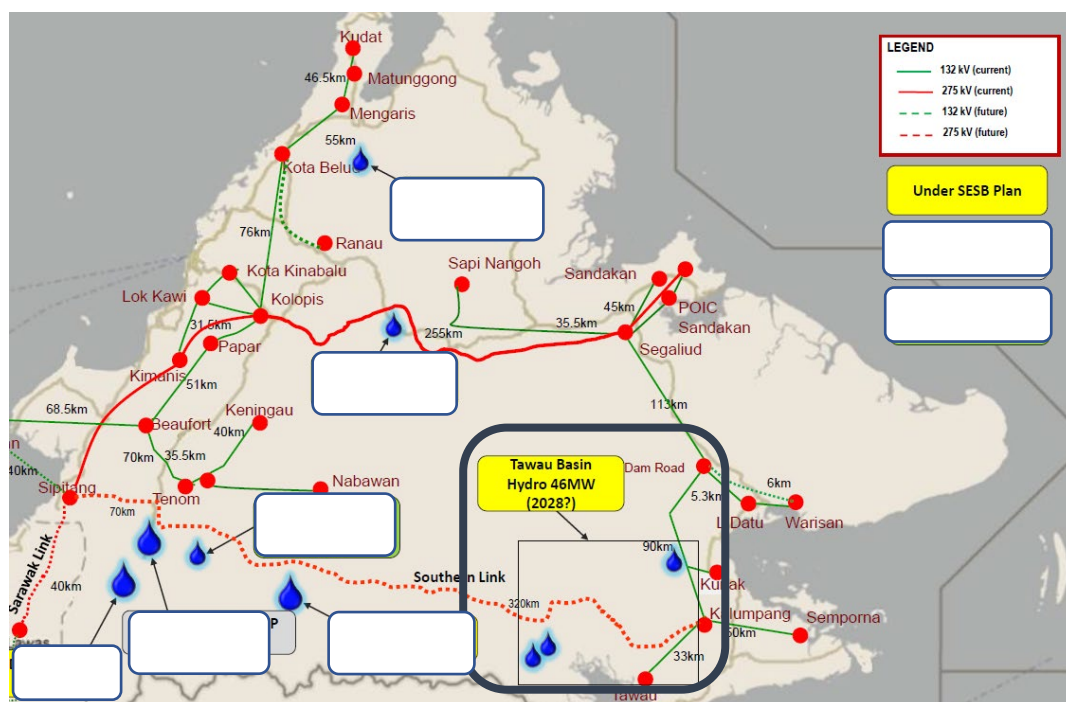 Kudat
46.5km
Matunggong
Mengaris
55km
Kota Belud
76km
Ranau
Kota Kinabalu
Lok Kawi
Kolopis
31.5km
Papar
Kimanis
51km
68.5km
Beaufort
Keningau
40km
70km
35.5km
40km
Sipitang
Tenom
Nabawan
70km
Sarawak Link
40km
P
Southern Link
320km
Sapi Nangoh
255km
35.5km
Sandakan
45km
POIC
Sandakan
Segaliud
113km
Tawau Basin
Hydro 46MW
(2028?)
Dam Road
6km
5.3km
L.Datu
Warisan
90km
Kunak
Kalumpang
Semporna
50km
33km
Tawau
LEGEND
132 kV (current)
275 kV (current)
132 kV (future)
275 kV (future)
Under SESB Plan